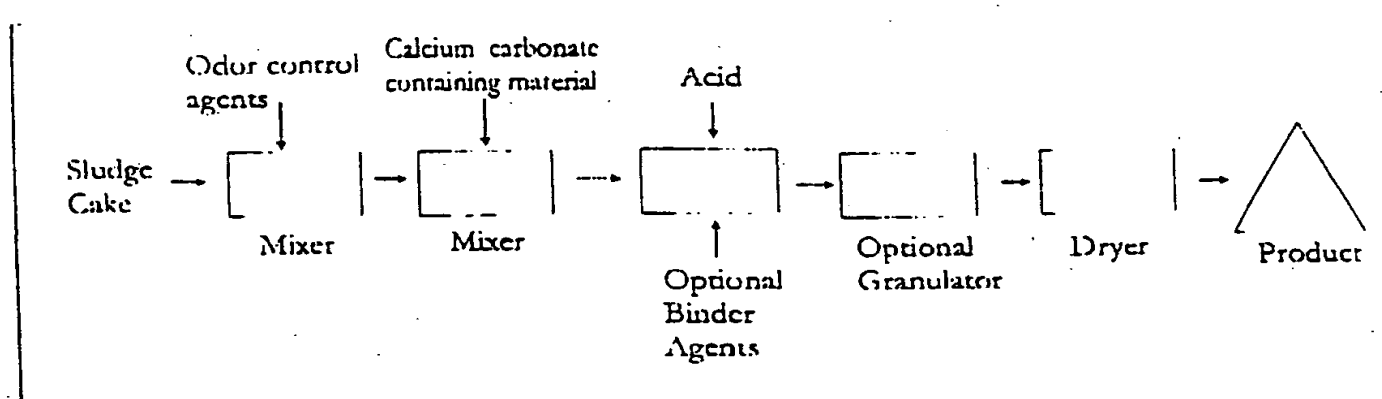 Odor control
agents
Calcium carbonate
containing material
Acid
Sludge
Cake
Mixer
Mixer
Optional
Binder
Agents
Optional
Granulator
Dryer
Product